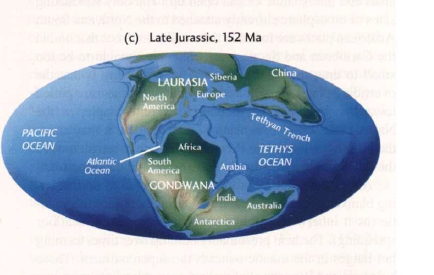 (c) Late Jurassic, 152 Ma
LAURASIA
Siberia
China
North
America
Europe
Tethyan Trench
PACIFIC
OCEAN
Africa
TETHYS
OCEAN
Atlantic
Ocean
South
America
Arabia
GONDWANA
India
Australia
Antarctica